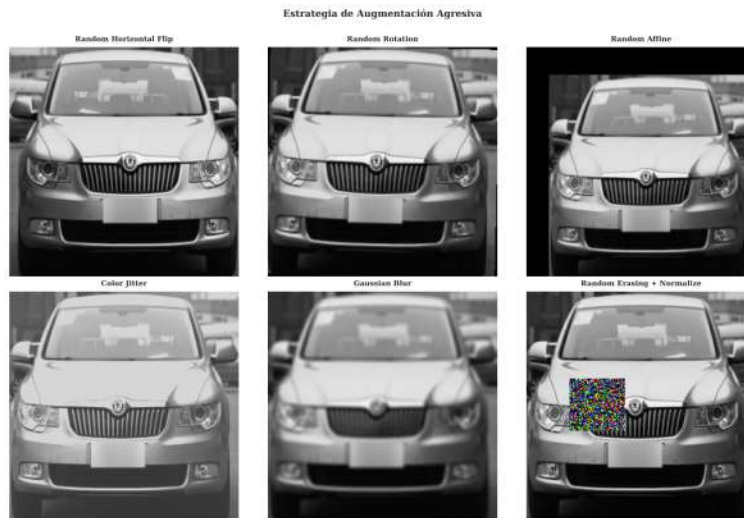 Estrategia de Augmentación Agresiva
Random Horizontal Flip
Random Rotation
Random Affine
Color Jitter
Gaussian Blur
Random Erasing + Normalize